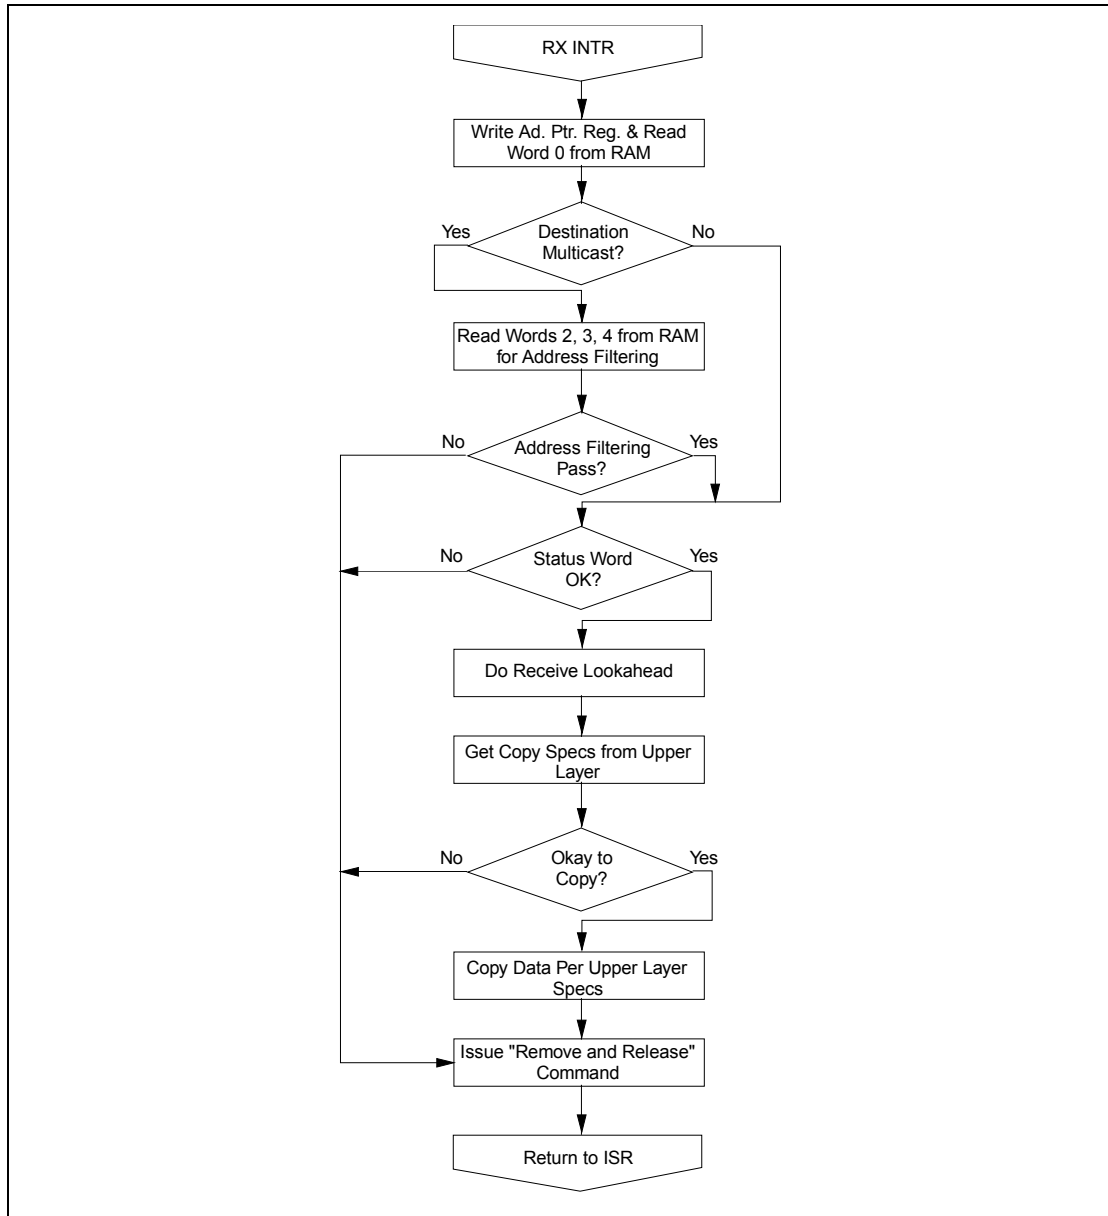 RX INTR
Write Ad. Ptr. Reg. & Read
Word 0 from RAM
Yes
Destination
Multicast?
No
Read Words 2, 3, 4 from RAM
for Address Filtering
No
Address Filtering
Pass?
Yes
No
Status Word
OK?
Yes
Do Receive Lookahead
Get Copy Specs from Upper
Layer
No
Okay to
Copy?
Yes
Copy Data Per Upper Layer
Specs
Issue "Remove and Release"
Command
Return to ISR